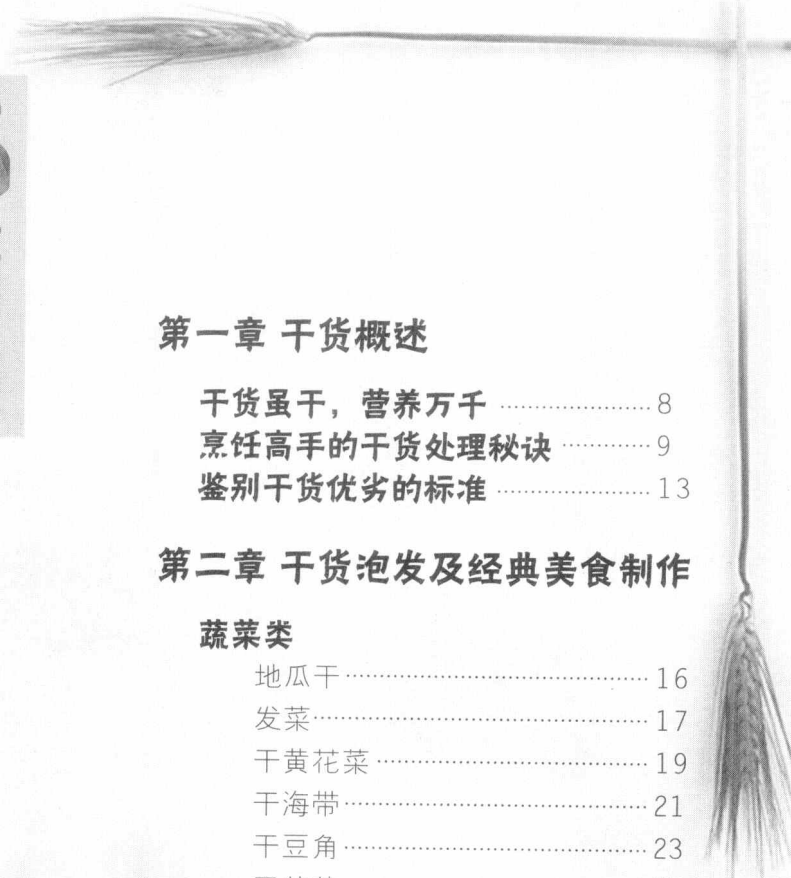 第一章 干货概述
干货虽干，营养万千 ………………… 8
烹饪高手的干货处理秘诀 ………… 9
鉴别干货优劣的标准 ………………… 13
第二章 干货泡发及经典美食制作
蔬菜类
地瓜干 ………………………………… 16
发菜 …………………………………… 17
干黄花菜 ……………………………… 19
干海带 ………………………………… 21
干豆角 ………………………………… 23